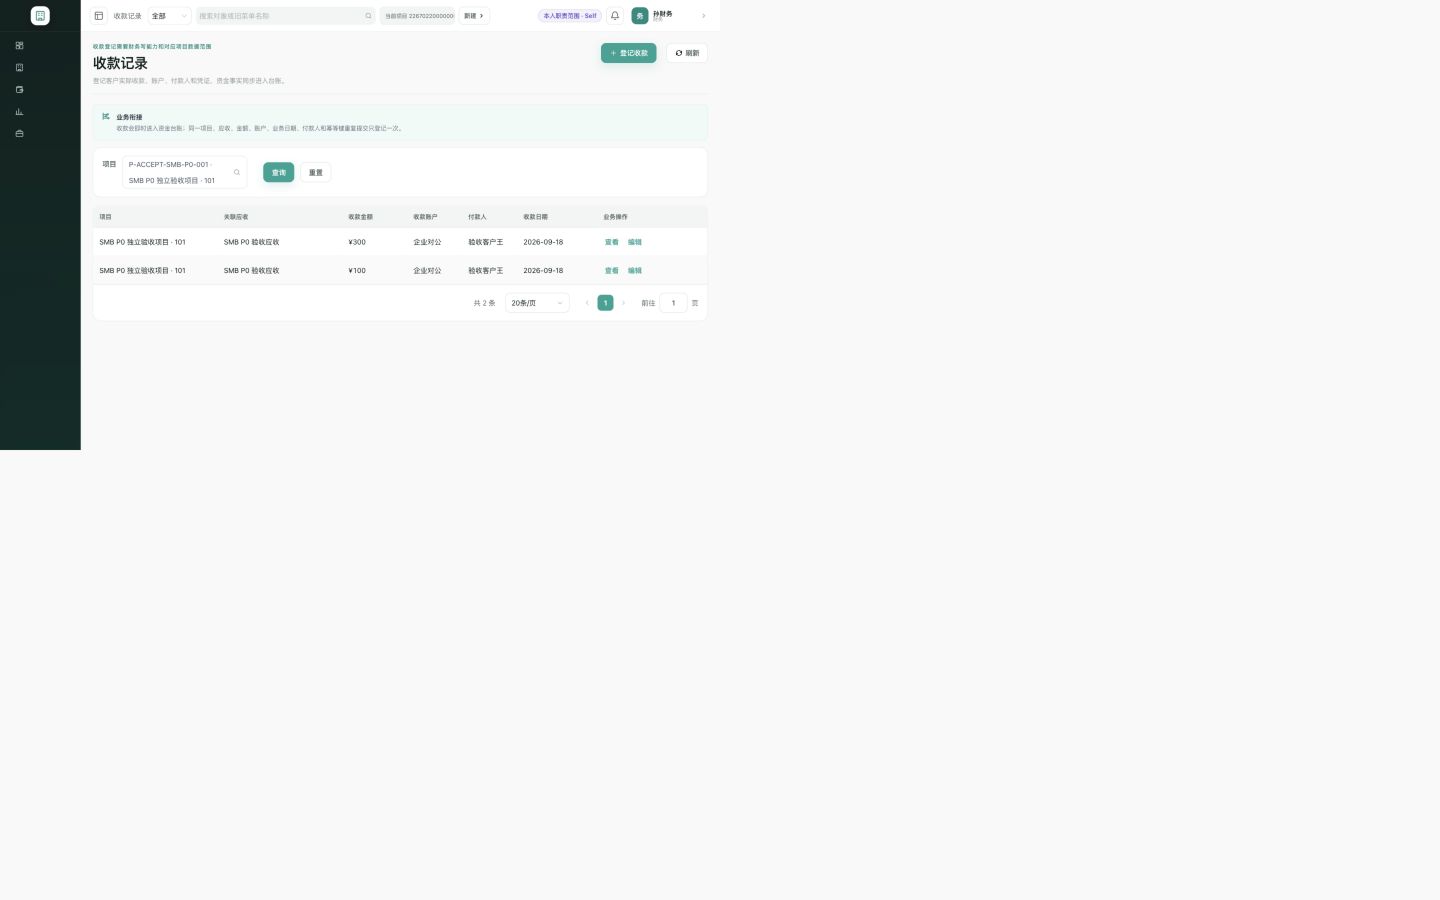 收款记录
全部
搜索对象或旧菜单名称
当前项目 2267022000000
新建
本人职责范围 · Self
务
孙财务
财务
收款登记需要财务写能力和对应项目数据范围
收款记录
登记客户实际收款、账户、付款人和凭证，资金事实同步进入台账。
登记收款
刷新
业务衔接
收款会即时进入资金台账；同一项目、应收、金额、账户、业务日期、付款人和幂等键重复提交只登记一次。
项目
P-ACCEPT-SMB-P0-001 ·
SMB P0 独立验收项目 · 101
查询
重置
项目 关联应收 收款金额 收款账户 付款人 收款日期 业务操作
SMB P0 独立验收项目 · 101 SMB P0 验收应收 ¥300 企业对公 验收客户王 2026-09-18 查看 编辑
SMB P0 独立验收项目 · 101 SMB P0 验收应收 ¥100 企业对公 验收客户王 2026-09-18 查看 编辑
共 2 条 20条/页 1 前往 1 页